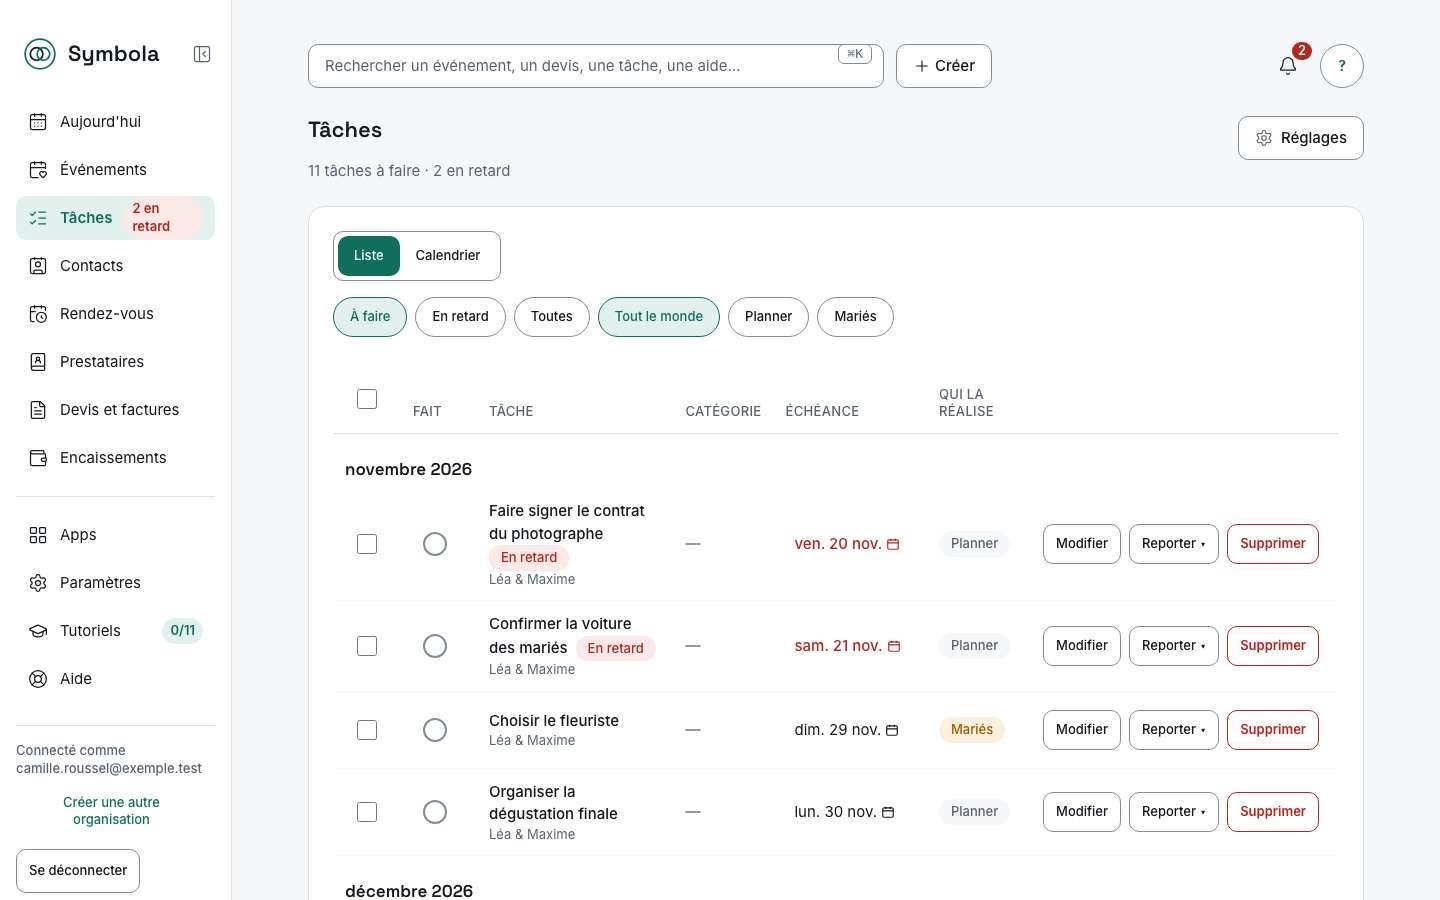 Symbola
Aujourd'hui
Événements
Tâches
2 en
retard
Contacts
Rendez-vous
Prestataires
Devis et factures
Encaissements
Apps
Paramètres
Tutoriels
0/11
Aide
Connecté comme
camille.roussel@exemple.test
Créer une autre
organisation
Se déconnecter
Rechercher un événement, un devis, une tâche, une aide...
⌘K
Créer
2
?
Tâches
Réglages
11 tâches à faire · 2 en retard
Liste
Calendrier
À faire
En retard
Toutes
Tout le monde
Planner
Mariés
FAIT
TÂCHE
CATÉGORIE
ÉCHÉANCE
QUI LA
RÉALISE
novembre 2026
Faire signer le contrat
du photographe
En retard
Léa & Maxime
—
ven. 20 nov.
Planner
Modifier
Reporter
Supprimer
Confirmer la voiture
des mariés En retard
Léa & Maxime
—
sam. 21 nov.
Planner
Modifier
Reporter
Supprimer
Choisir le fleuriste
Léa & Maxime
—
dim. 29 nov.
Mariés
Modifier
Reporter
Supprimer
Organiser la
dégustation finale
Léa & Maxime
—
lun. 30 nov.
Planner
Modifier
Reporter
Supprimer
décembre 2026